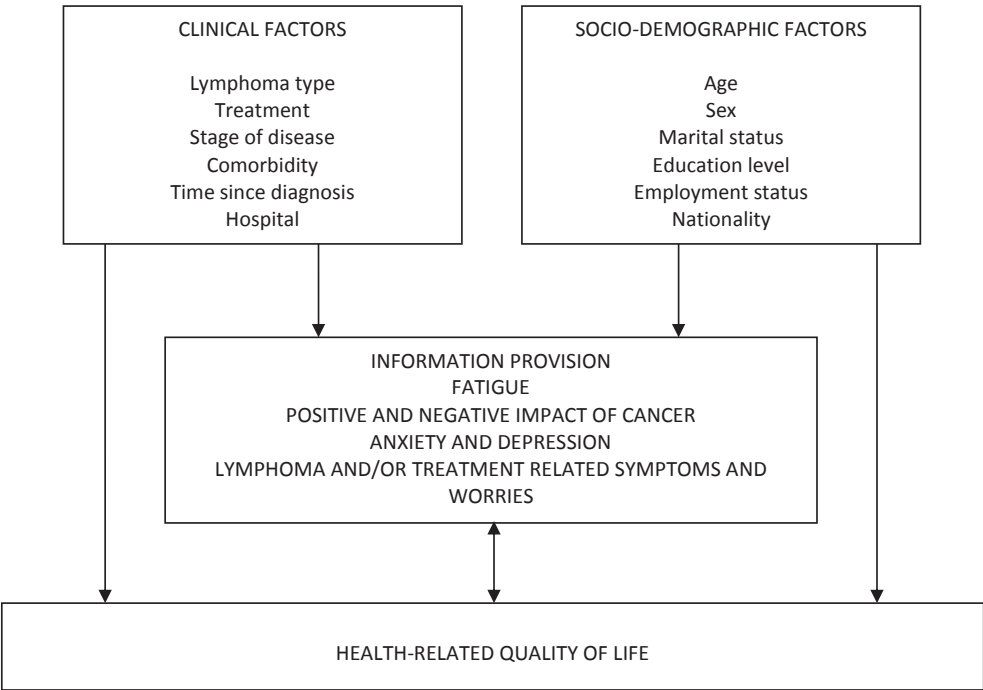 CLINICAL FACTORS
Lymphoma type
Treatment
Stage of disease
Comorbidity
Time since diagnosis
Hospital
SOCIO-DEMOGRAPHIC FACTORS
Age
Sex
Marital status
Education level
Employment status
Nationality
INFORMATION PROVISION
FATIGUE
POSITIVE AND NEGATIVE IMPACT OF CANCER
ANXIETY AND DEPRESSION
LYMPHOMA AND/OR TREATMENT RELATED SYMPTOMS AND
WORRIES
HEALTH-RELATED QUALITY OF LIFE